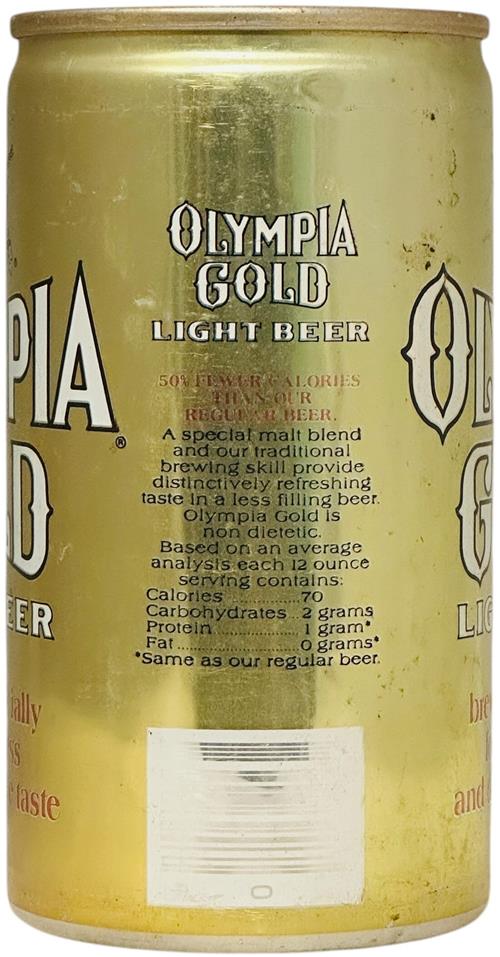 OLYMPIA
GOLD
LIGHT BEER
50% FEWER CALORIES
THAN OUR
REGULAR BEER.
A special malt blend
and our traditional
brewing skill provide
distinctively refreshing
taste in a less filling beer.
Olympia Gold is
non dietetic.
Based on an average
analysis each 12 ounce
serving contains:
Calories ............70
Carbohydrates ..2 grams
Protein .............. 1 gram*
Fat .................... 0 grams*
*Same as our regular beer.
PIA®
D
EER
ially
ss
taste
OL
G
LIG
bre
and